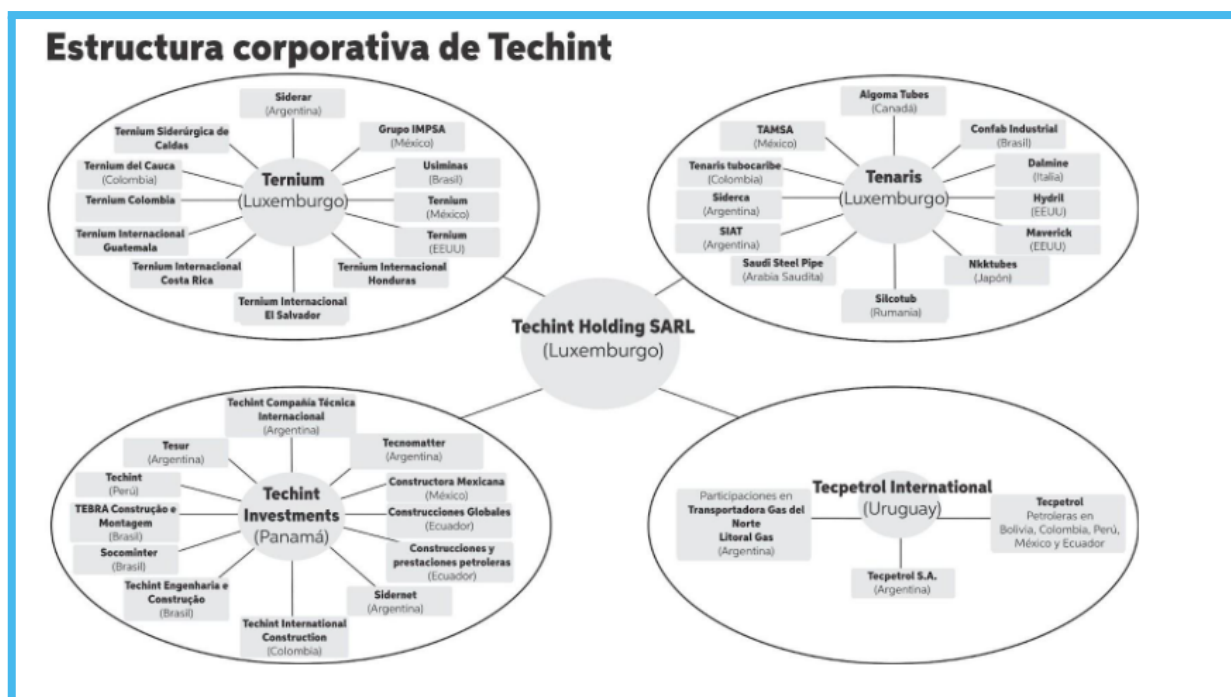 Estructura corporativa de Techint
Siderar
(Argentina)
Ternium Siderúrgica de
Caldas
Grupo IMPSA
(México)
Ternium del Cauca
(Colombia)
Usiminas
(Brasil)
Ternium
(Luxemburgo)
Ternium Colombia
Ternium
(México)
Ternium Internacional
Guatemala
Ternium
(EEUU)
Ternium Internacional
Costa Rica
Ternium Internacional
Honduras
Ternium Internacional
El Salvador
Algoma Tubes
(Canadá)
TAMSA
(México)
Confab Industrial
(Brasil)
Tenaris tubocaribe
(Colombia)
Dalmine
(Italia)
Tenaris
(Luxemburgo)
Siderca
(Argentina)
Hydril
(EEUU)
SIAT
(Argentina)
Maverick
(EEUU)
Saudi Steel Pipe
(Arabia Saudita)
Nkktubes
(Japón)
Silcotub
(Rumania)
Techint Holding SARL
(Luxemburgo)
Techint Compañía Técnica
Internacional
(Argentina)
Tesur
(Argentina)
Tecnomatter
(Argentina)
Techint
(Perú)
Constructora Mexicana
(México)
Techint
Investments
(Panamá)
TEBRA Construção e
Montagem
(Brasil)
Construcciones Globales
(Ecuador)
Socominter
(Brasil)
Construcciones y
prestaciones petroleras
(Ecuador)
Techint Engenharia e
Construção
(Brasil)
Sidernet
(Argentina)
Techint International
Construction
(Colombia)
Tecpetrol International
(Uruguay)
Participaciones en
Transportadora Gas del
Norte
Litoral Gas
(Argentina)
Tecpetrol
Petroleras en
Bolivia, Colombia, Perú,
México y Ecuador
Tecpetrol S.A.
(Argentina)